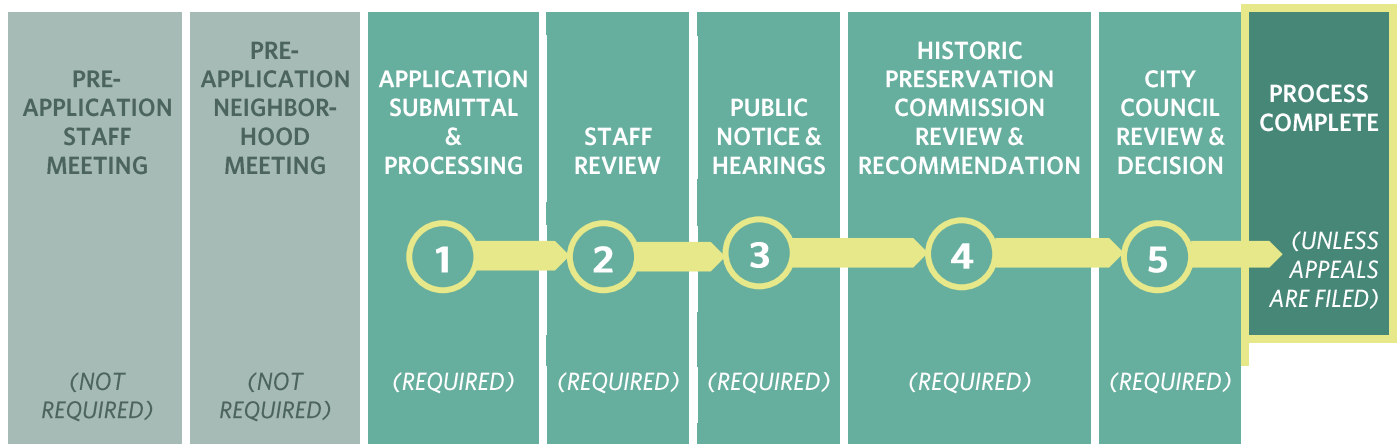 PRE-
APPLICATION
STAFF
MEETING
(NOT
REQUIRED)
PRE-
APPLICATION
NEIGHBOR-
HOOD
MEETING
(NOT
REQUIRED)
APPLICATION
SUBMITTAL
&
PROCESSING
1
(REQUIRED)
STAFF
REVIEW
2
(REQUIRED)
PUBLIC
NOTICE &
HEARINGS
3
(REQUIRED)
HISTORIC
PRESERVATION
COMMISSION
REVIEW &
RECOMMENDATION
4
(REQUIRED)
CITY
COUNCIL
REVIEW &
DECISION
5
(REQUIRED)
PROCESS
COMPLETE
(UNLESS
APPEALS
ARE FILED)